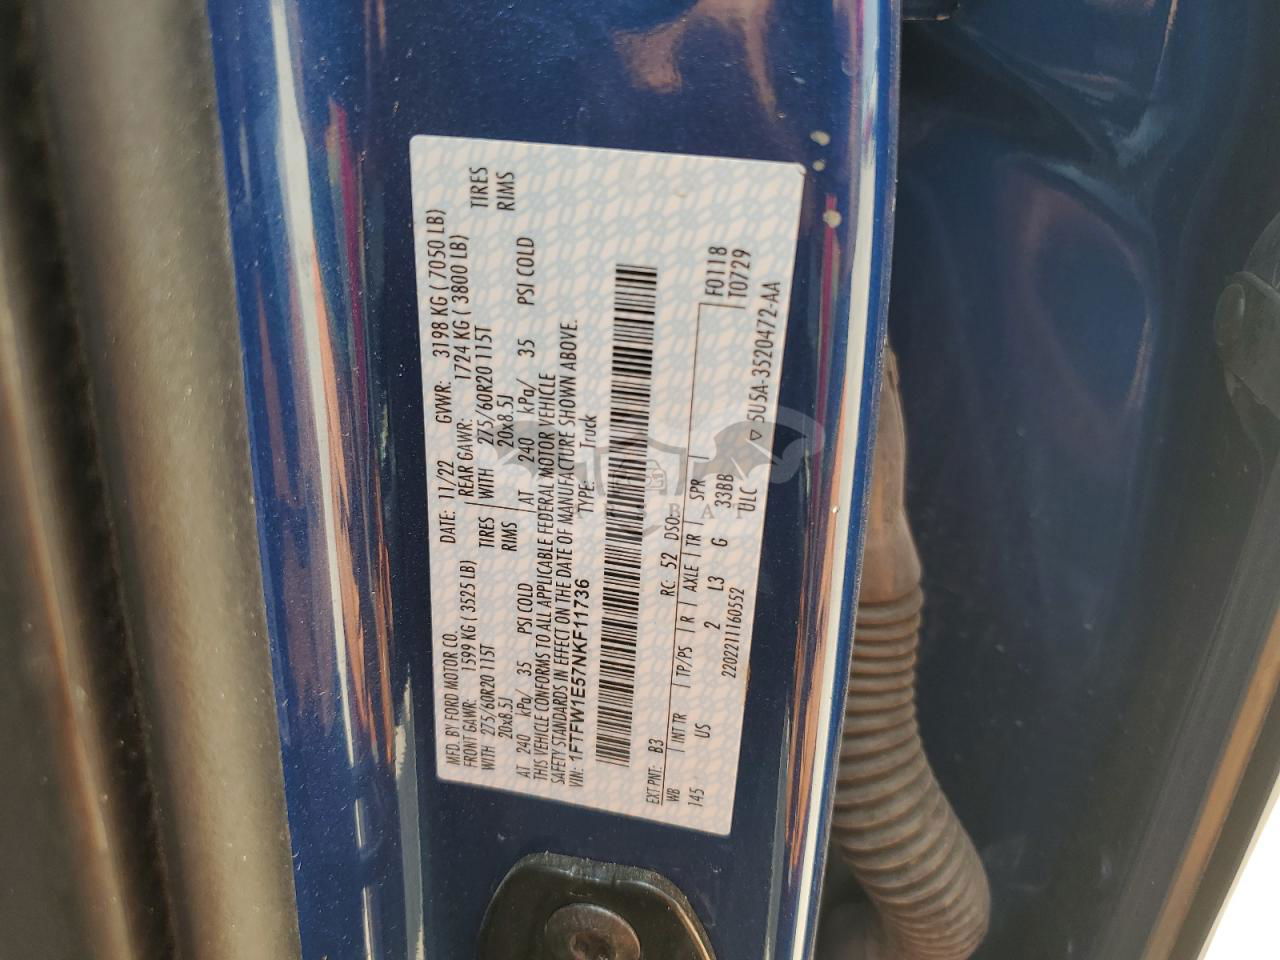 MFD. BY FORD MOTOR CO. DATE: 11/22 GVWR: 3198 KG ( 7050 LB)
FRONT GAWR: 1599 KG ( 3525 LB) REAR GAWR: 1724 KG ( 3800 LB)
WITH 275/60R20 115T TIRES WITH 275/60R20 115T TIRES
20x8.5J RIMS 20x8.5J RIMS
AT 240 kPa/ 35 PSI COLD AT 240 kPa/ 35 PSI COLD
THIS VEHICLE CONFORMS TO ALL APPLICABLE FEDERAL MOTOR VEHICLE
SAFETY STANDARDS IN EFFECT ON THE DATE OF MANUFACTURE SHOWN ABOVE.
VIN: 1FTFW1E57NKF11736 TYPE: Truck
EXT PNT: B3 RC: 52 DSO: F0118
WB INT TR TP/PS R AXLE TR SPR T0729
145 US 2 L3 G 33BB
2202211160552 ULC ▽ 5U5A-3520472-AA